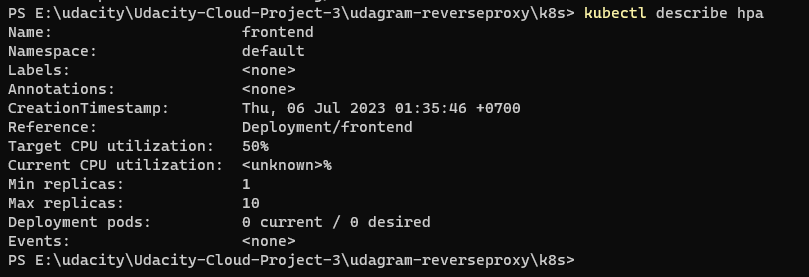 PS E:\udacity\Udacity-Cloud-Project-3\udagram-reverseproxy\k8s> kubectl describe hpa
Name: frontend
Namespace: default
Labels: <none>
Annotations: <none>
CreationTimestamp: Thu, 06 Jul 2023 01:35:46 +0700
Reference: Deployment/frontend
Target CPU utilization: 50%
Current CPU utilization: <unknown>%
Min replicas: 1
Max replicas: 10
Deployment pods: 0 current / 0 desired
Events: <none>
PS E:\udacity\Udacity-Cloud-Project-3\udagram-reverseproxy\k8s>